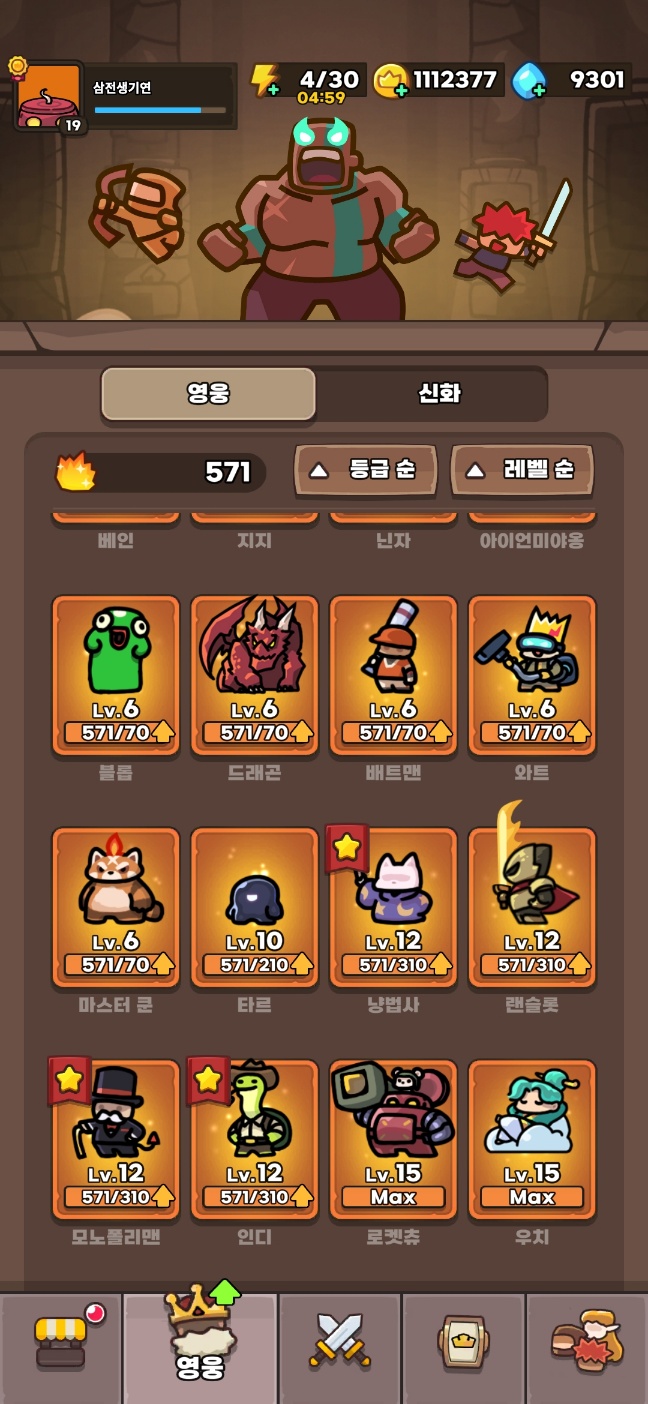 삼전생기연
19
4/30
04:59
1112377
9301
영웅
신화
571
등급 순
레벨 순
베인
지지
닌자
아이언미야옹
Lv.6
Lv.6
Lv.6
Lv.6
571/70
571/70
571/70
571/70
블롭
드래곤
배트맨
와트
Lv.6
Lv.10
Lv.12
Lv.12
571/70
571/210
571/310
571/310
마스터 쿤
타르
냥법사
랜슬롯
Lv.12
Lv.12
Lv.15
Lv.15
571/310
571/310
Max
Max
모노폴리맨
인디
로켓츄
우치
영웅